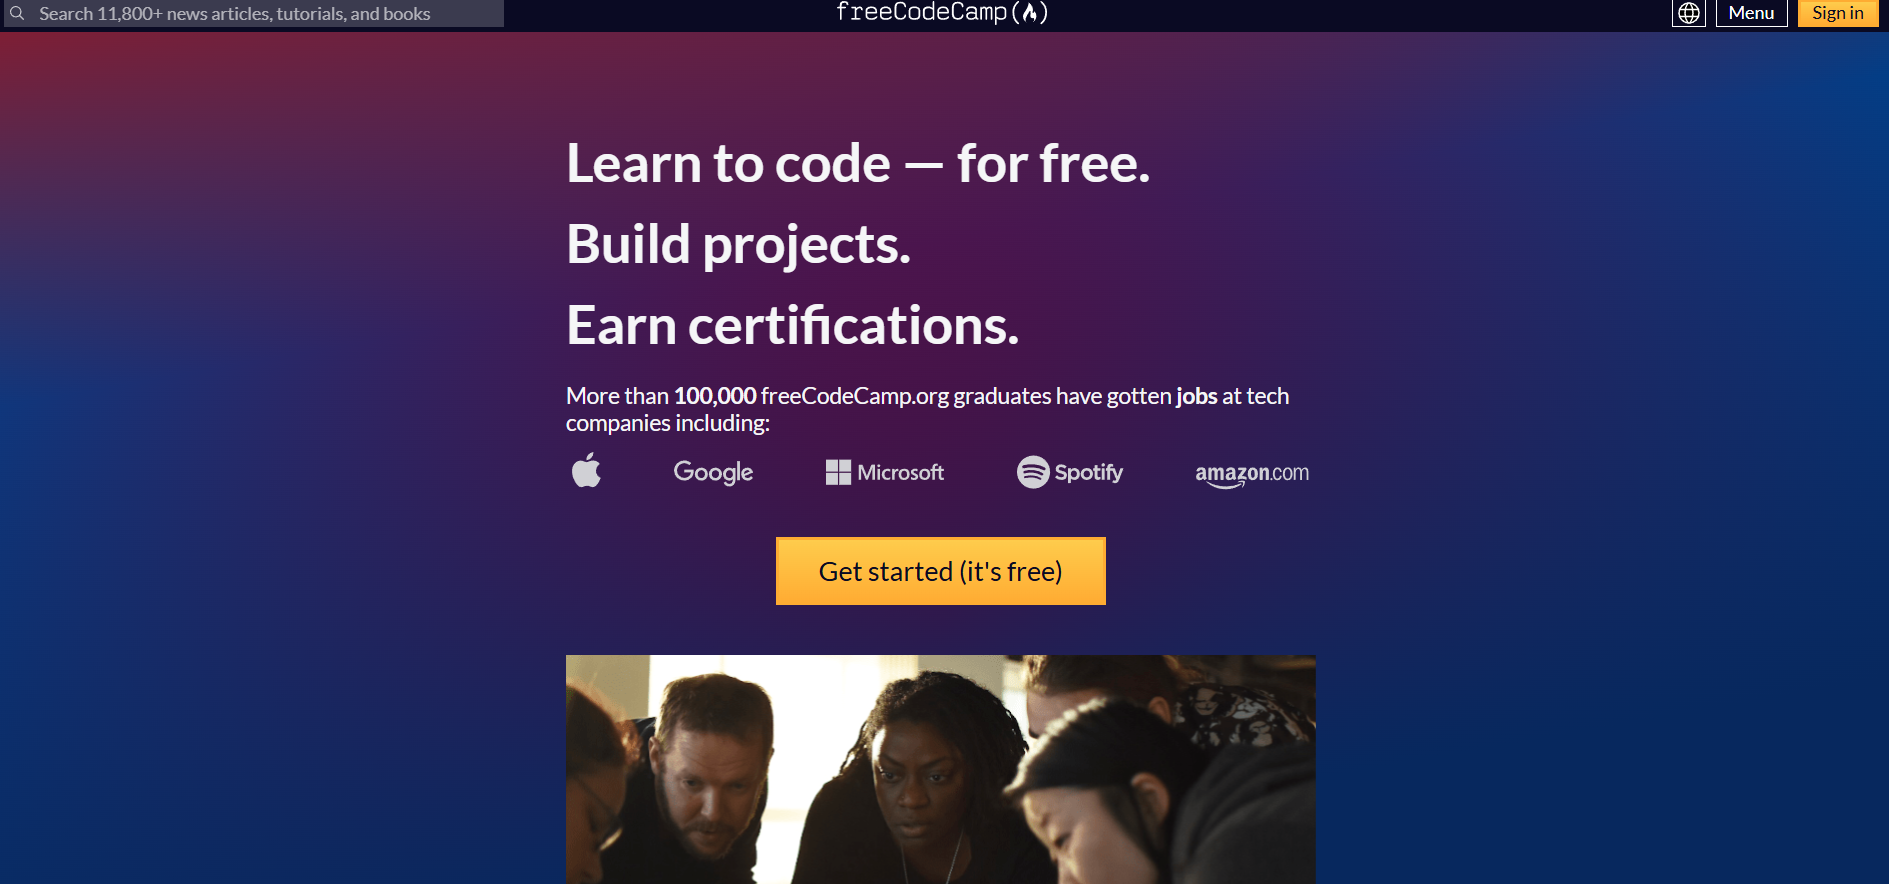 Search 11,800+ news articles, tutorials, and books
freeCodeCamp(🔥)
Menu
Sign in
Learn to code — for free.
Build projects.
Earn certifications.
More than 100,000 freeCodeCamp.org graduates have gotten jobs at tech
companies including:
Google
Microsoft
Spotify
amazon.com
Get started (it's free)